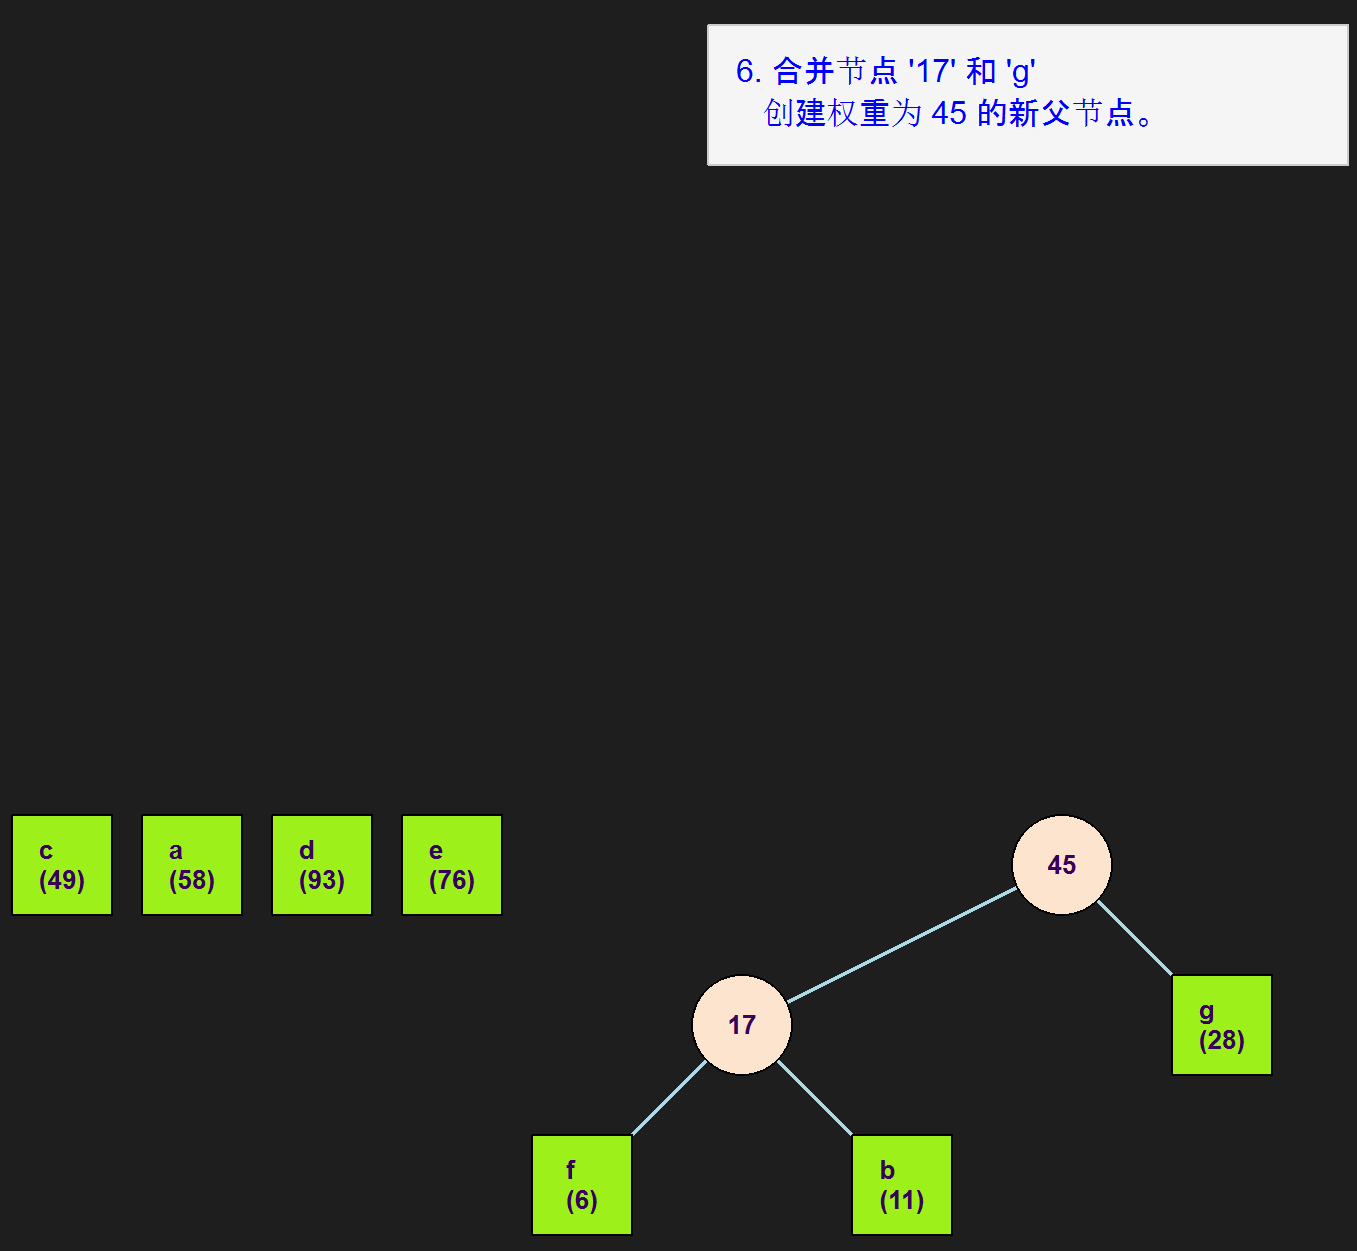 6. 合并节点 '17' 和 'g'
创建权重为 45 的新父节点。
c
(49)
a
(58)
d
(93)
e
(76)
45
17
g
(28)
f
(6)
b
(11)